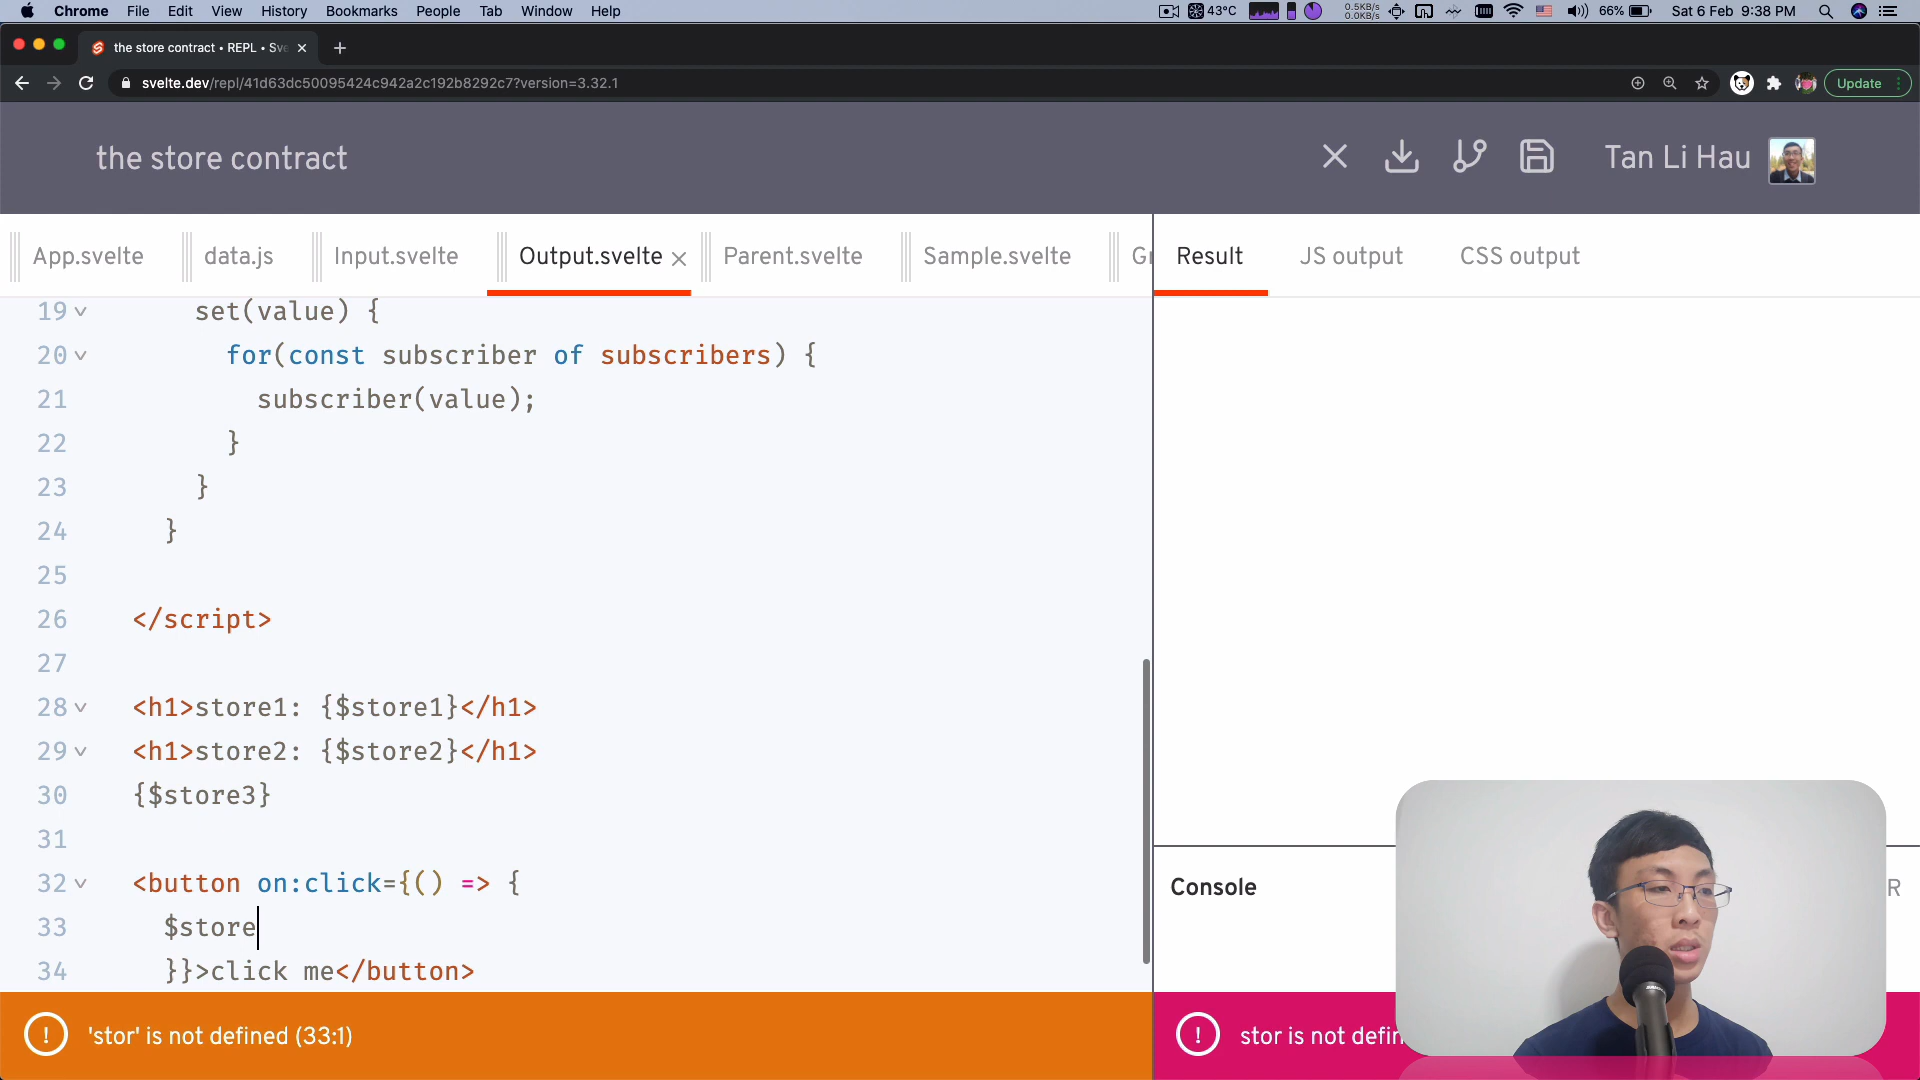 Chrome File Edit View History Bookmarks People Tab Window Help 43°C 0.5KB/s 0.0KB/s 66% Sat 6 Feb 9:38 PM
the store contract • REPL • Sve
svelte.dev/repl/41d63dc50095424c942a2c192b8292c7?version=3.32.1 Update
the store contract Tan Li Hau
App.svelte data.js Input.svelte Output.svelte Parent.svelte Sample.svelte Result JS output CSS output
19 set(value) {
20 for(const subscriber of subscribers) {
21 subscriber(value);
22 }
23 }
24 }
25
26 </script>
27
28 <h1>store1: {$store1}</h1>
29 <h1>store2: {$store2}</h1>
30 {$store3}
31
32 <button on:click={() => {
33 $store
34 }}>click me</button>
Console R
! 'stor' is not defined (33:1)
! stor is not defin